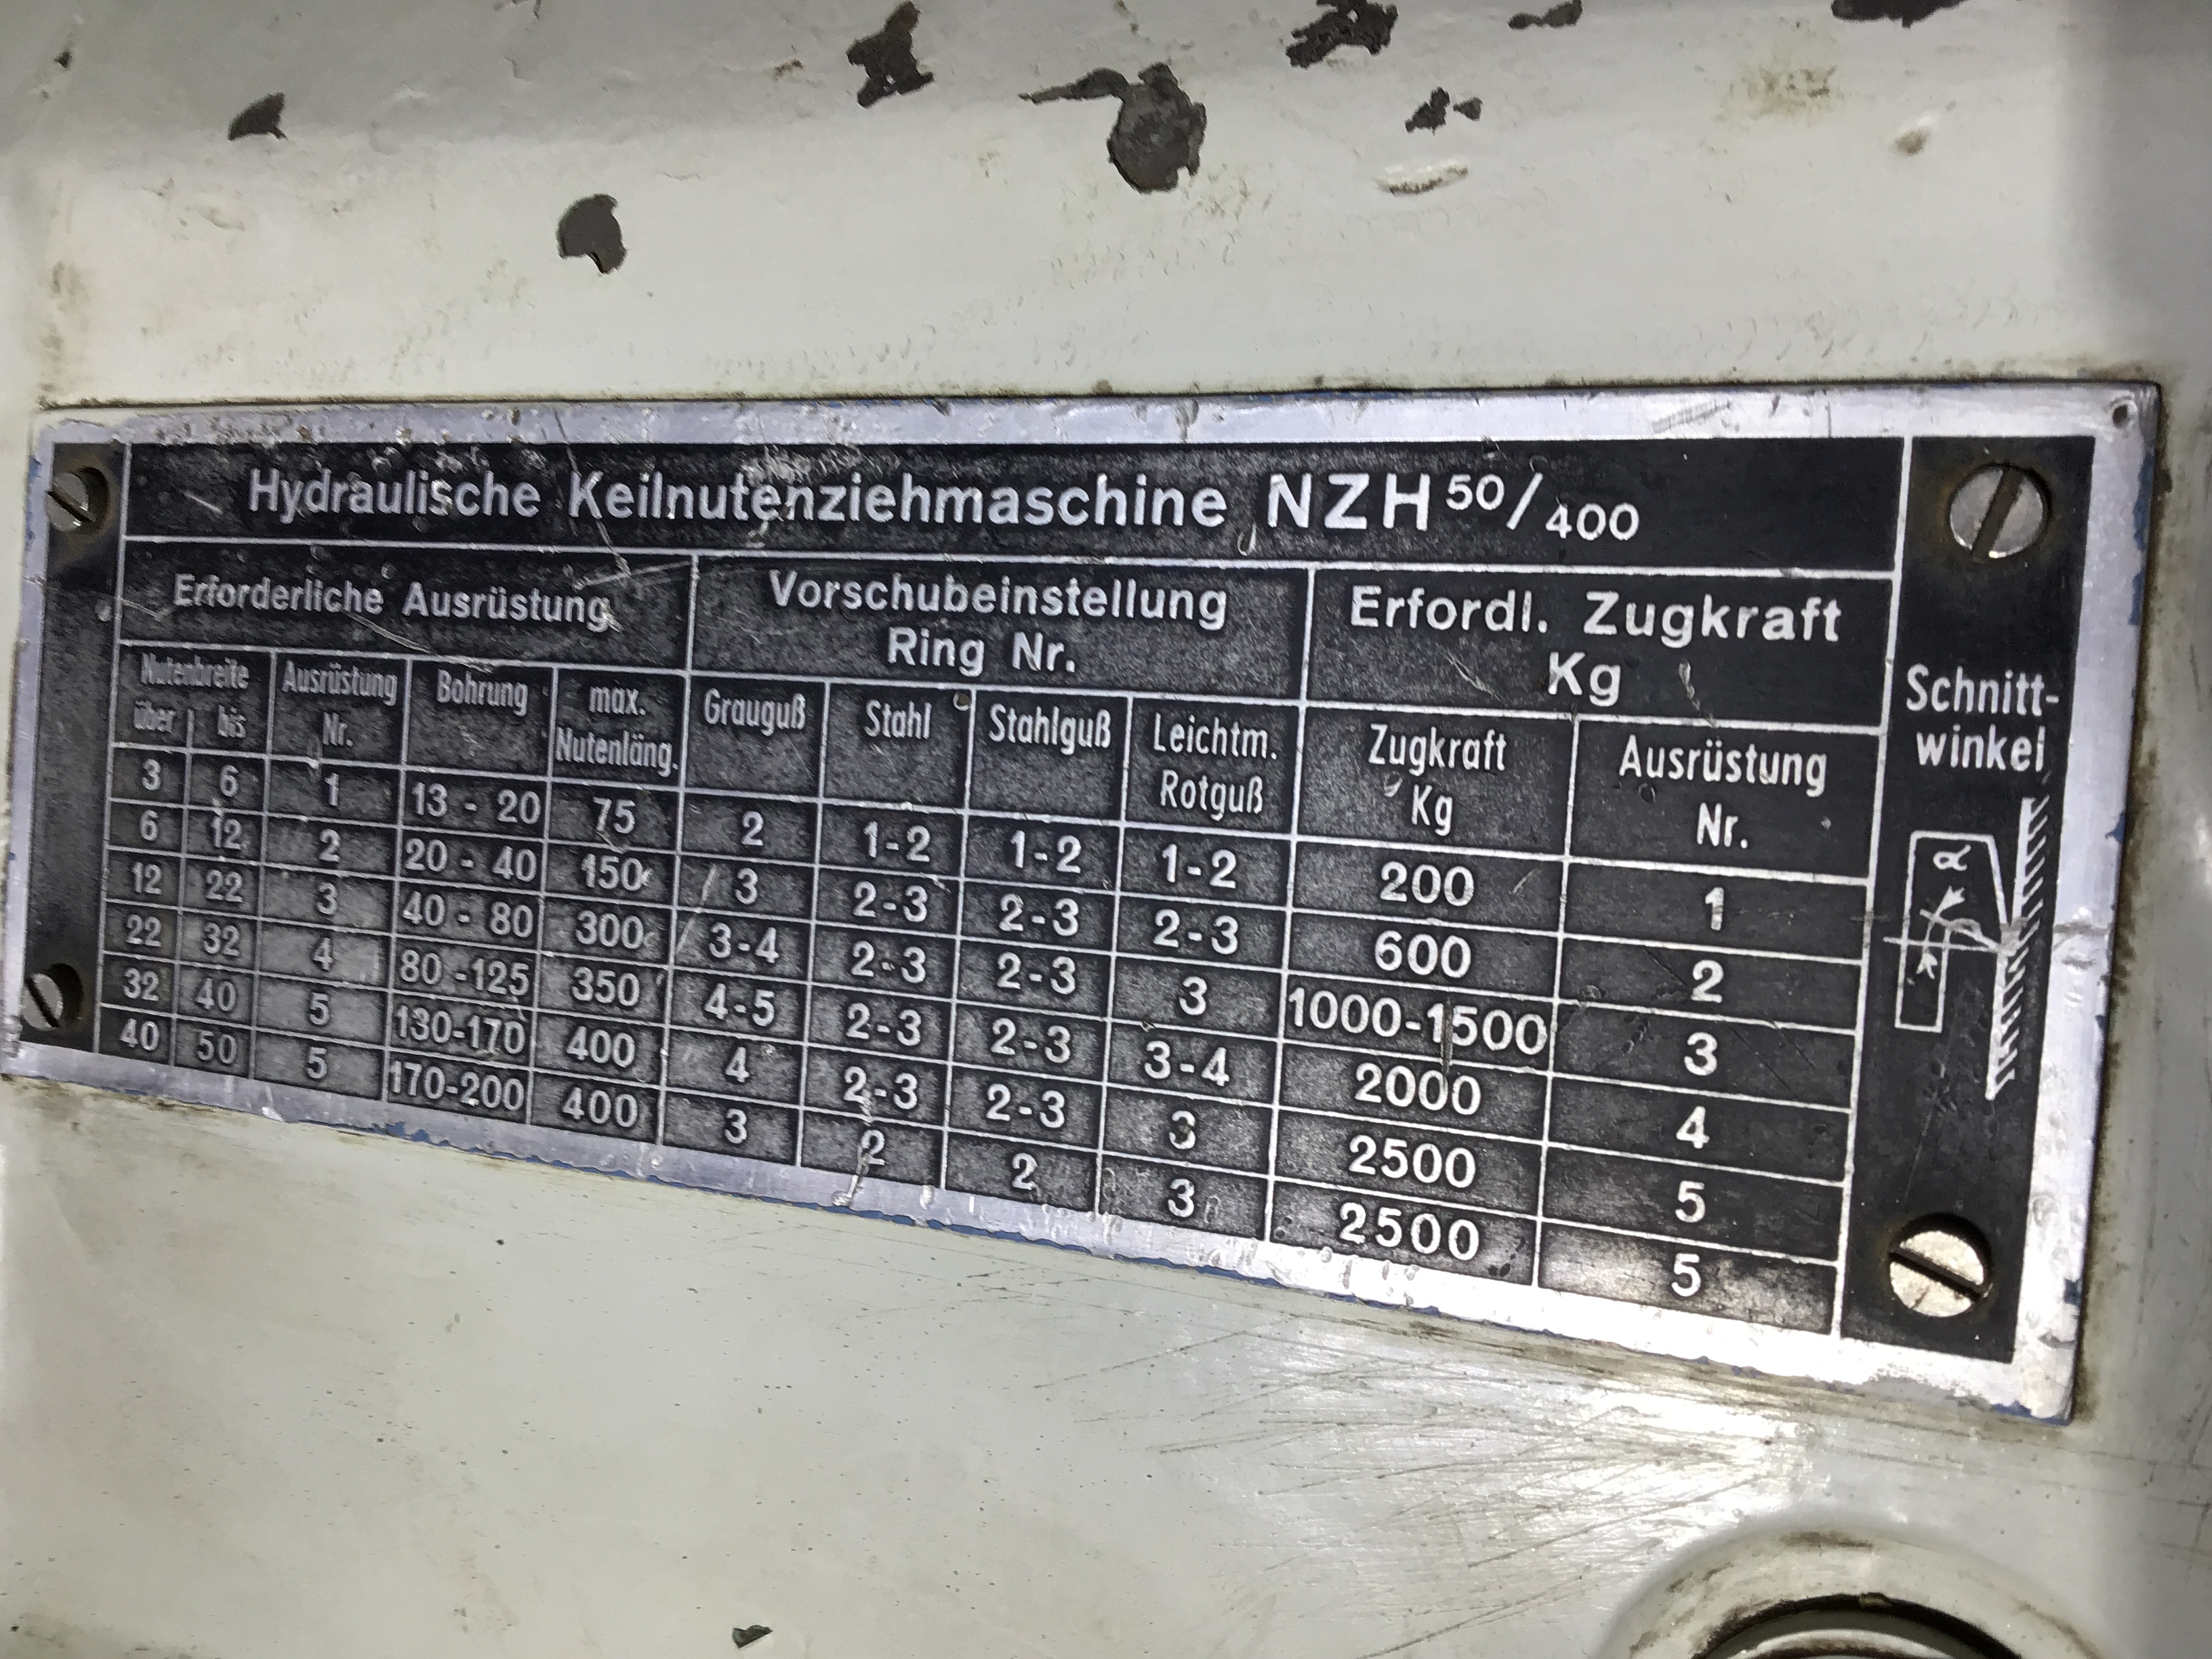 Hydraulische Keilnutenziehmaschine NZH 50/400
Erforderliche Ausrüstung
Vorschubeinstellung
Ring Nr.
Erfordl. Zugkraft
Kg
Nutenbreite
über bis
Ausrüstung
Nr.
Bohrung
max.
Nutenläng.
Grauguß
Stahl
Stahlguß
Leichtm.
Rotguß
Zugkraft
Kg
Ausrüstung
Nr.
3 6 1 13 - 20 75 2 1-2 1-2 1-2 200 1
6 12 2 20 - 40 150 3 2-3 2-3 2-3 600 2
12 22 3 40 - 80 300 3-4 2-3 2-3 3 1000-1500 3
22 32 4 80 -125 350 4-5 2-3 2-3 3-4 2000 4
32 40 5 130-170 400 4 2-3 2-3 3 2500 5
40 50 5 170-200 400 3 2 2 3 2500 5
Schnitt-
winkel
α